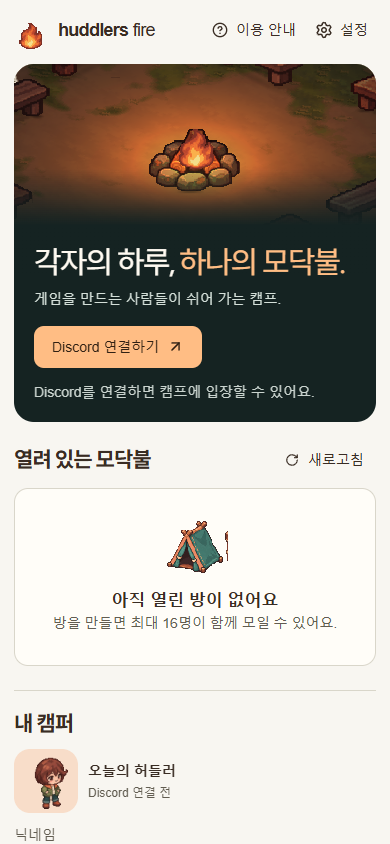 huddlers fire
이용 안내
설정
각자의 하루, 하나의 모닥불.
게임을 만드는 사람들이 쉬어 가는 캠프.
Discord 연결하기
Discord를 연결하면 캠프에 입장할 수 있어요.
열려 있는 모닥불
새로고침
아직 열린 방이 없어요
방을 만들면 최대 16명이 함께 모일 수 있어요.
내 캠퍼
오늘의 허들러
Discord 연결 전
닉네임